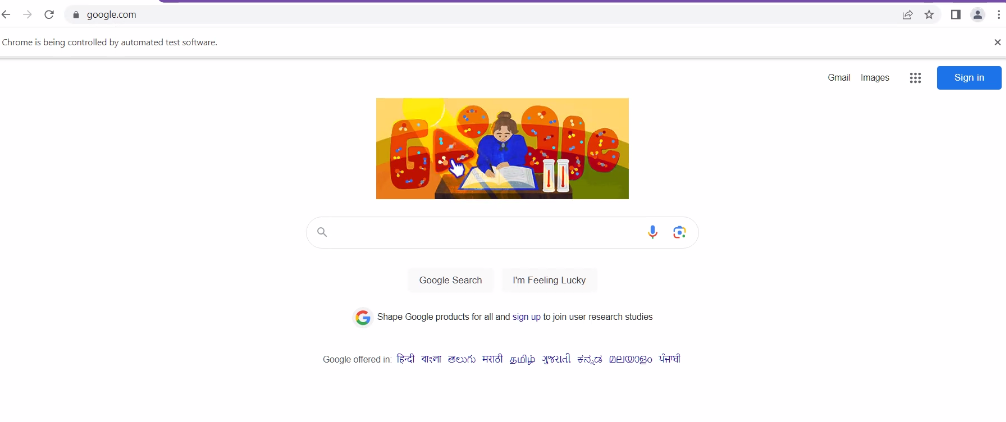 google.com
Chrome is being controlled by automated test software.
Gmail Images Sign in
Google Search I'm Feeling Lucky
Shape Google products for all and sign up to join user research studies
Google offered in: हिन्दी বাংলা తెలుగు मराठी தமிழ் ગુજરાતી ಕನ್ನಡ മലയാളം ਪੰਜਾਬੀ